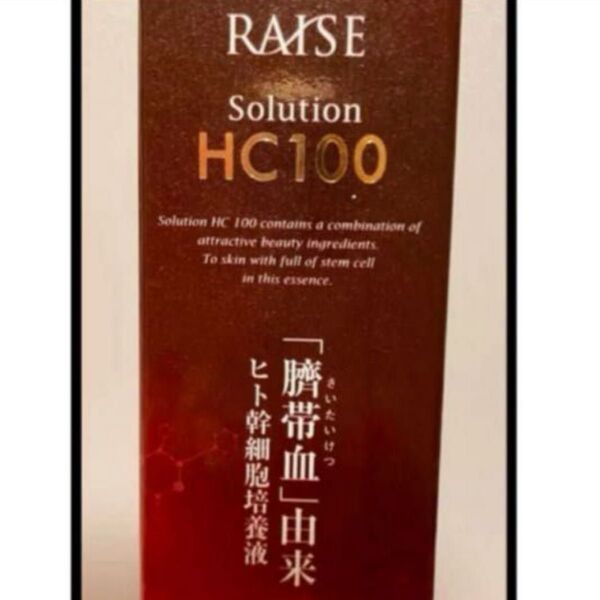 RAISE
Solution
HC100
Solution HC 100 contains a combination of
attractive beauty ingredients.
To skin with full of stem cell
in this essence.
「臍帯血」由来
さいたいけつ
ヒト幹細胞培養液